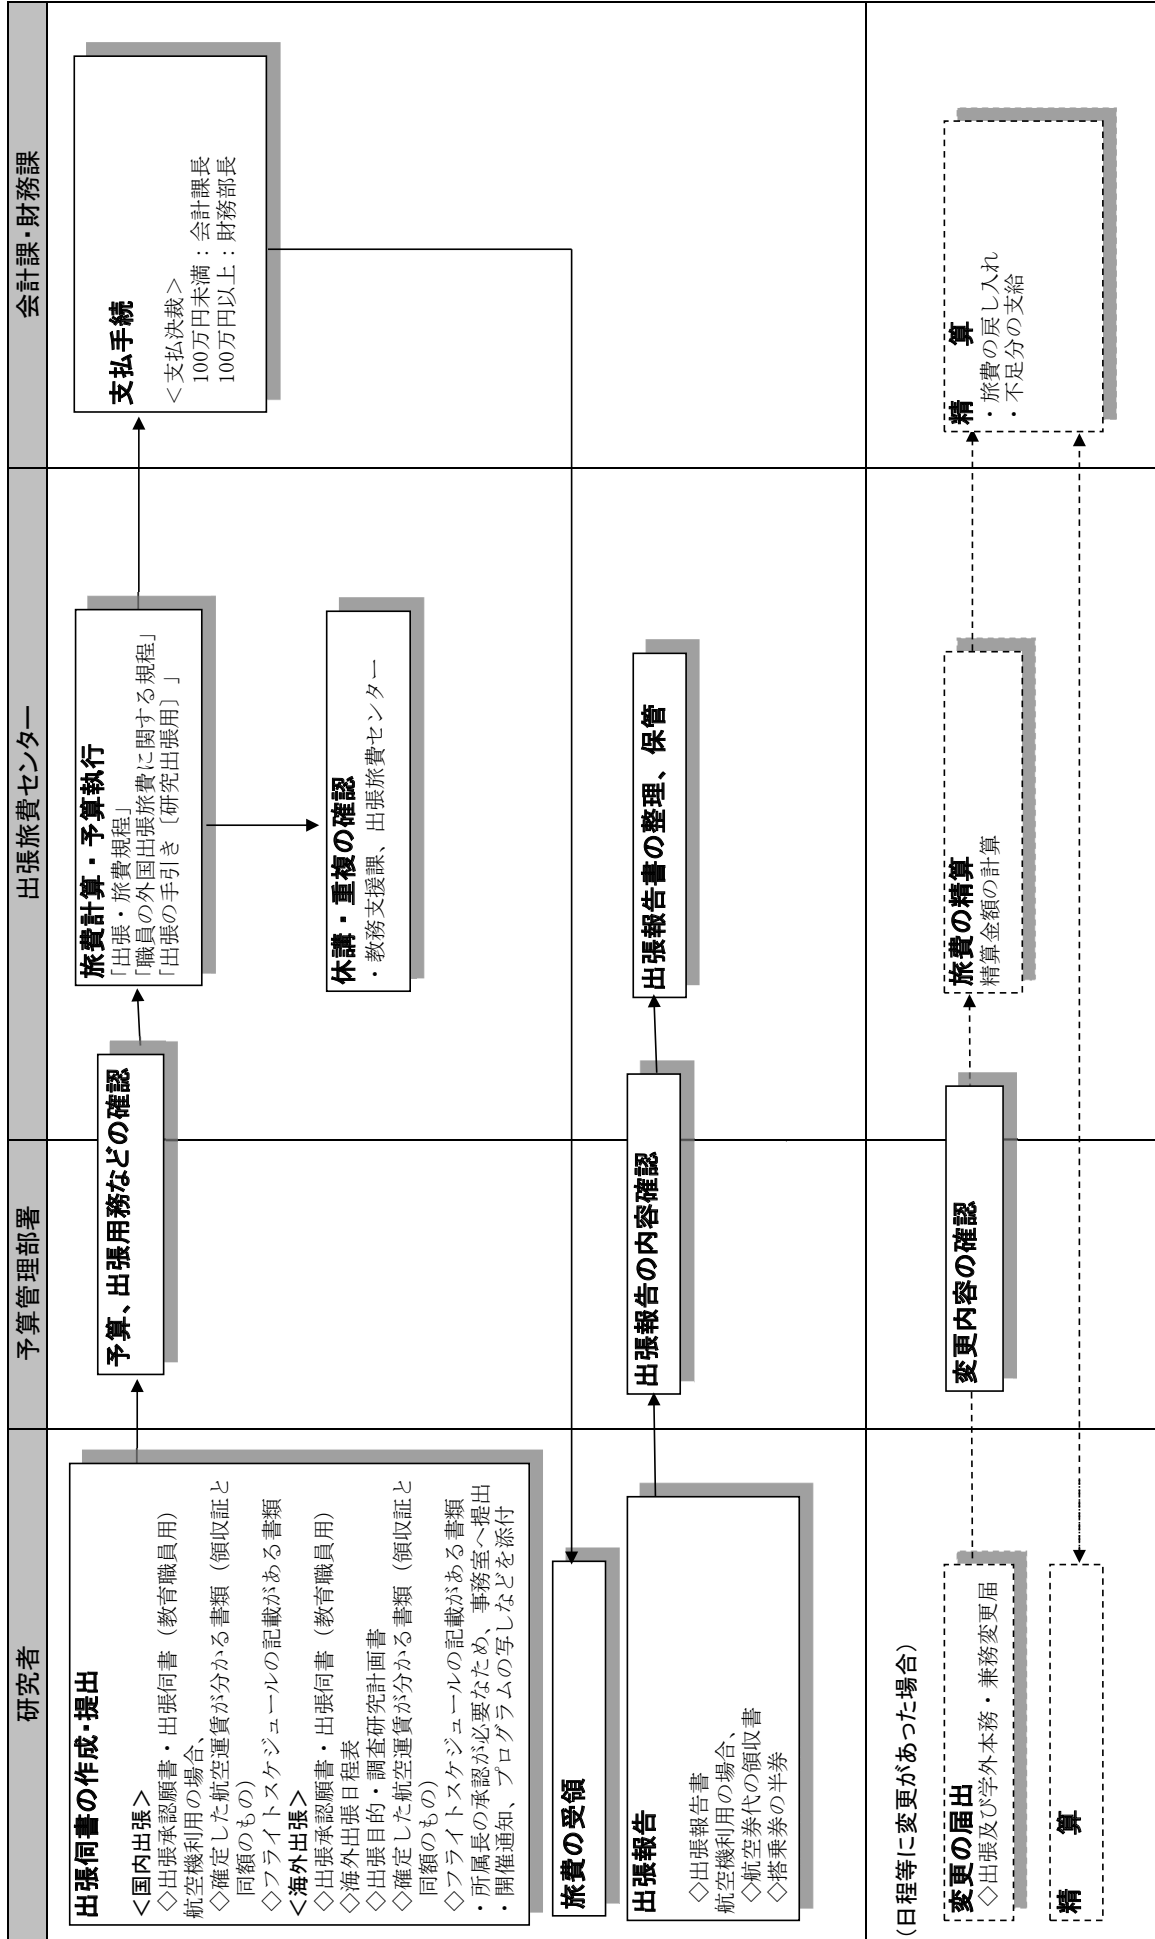 研究者
予算管理部署
出張旅費センター
会計課・財務課
出張伺書の作成・提出
<国内出張>
◇出張承認願書・出張伺書（教育職員用）
航空機利用の場合、
◇確定した航空運賃が分かる書類（領収証と
同額のもの）
◇フライトスケジュールの記載がある書類
<海外出張>
◇出張承認願書・出張伺書（教育職員用）
◇海外出張日程表
◇出張目的・調査研究計画書
◇確定した航空運賃が分かる書類（領収証と
同額のもの）
◇フライトスケジュールの記載がある書類
・所属長の承認が必要なため、事務室へ提出
・開催通知、プログラムの写しなどを添付
予算、出張用務などの確認
旅費計算・予算執行
「出張・旅費規程」
「職員の外国出張旅費に関する規程」
「出張の手引き〔研究出張用〕」
支払手続
＜支払決裁＞
100万円未満：会計課長
100万円以上：財務部長
休講・重複の確認
・教務支援課、出張旅費センター
旅費の受領
出張報告
◇出張報告書
航空機利用の場合、
◇航空券代の領収書
◇搭乗券の半券
出張報告の内容確認
出張報告書の整理、保管
（日程等に変更があった場合）
変更の届出
◇出張及び学外本務・兼務変更届
変更内容の確認
旅費の精算
精算金額の計算
精　　算
・旅費の戻し入れ
・不足分の支給
精　　算